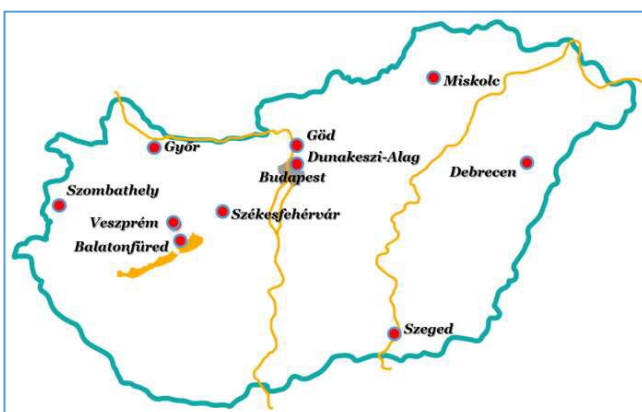 Miskolc
Göd
Győr
Dunakeszi-Alag
Budapest
Debrecen
Szombathely
Székesfehérvár
Veszprém
Balatonfüred
Szeged